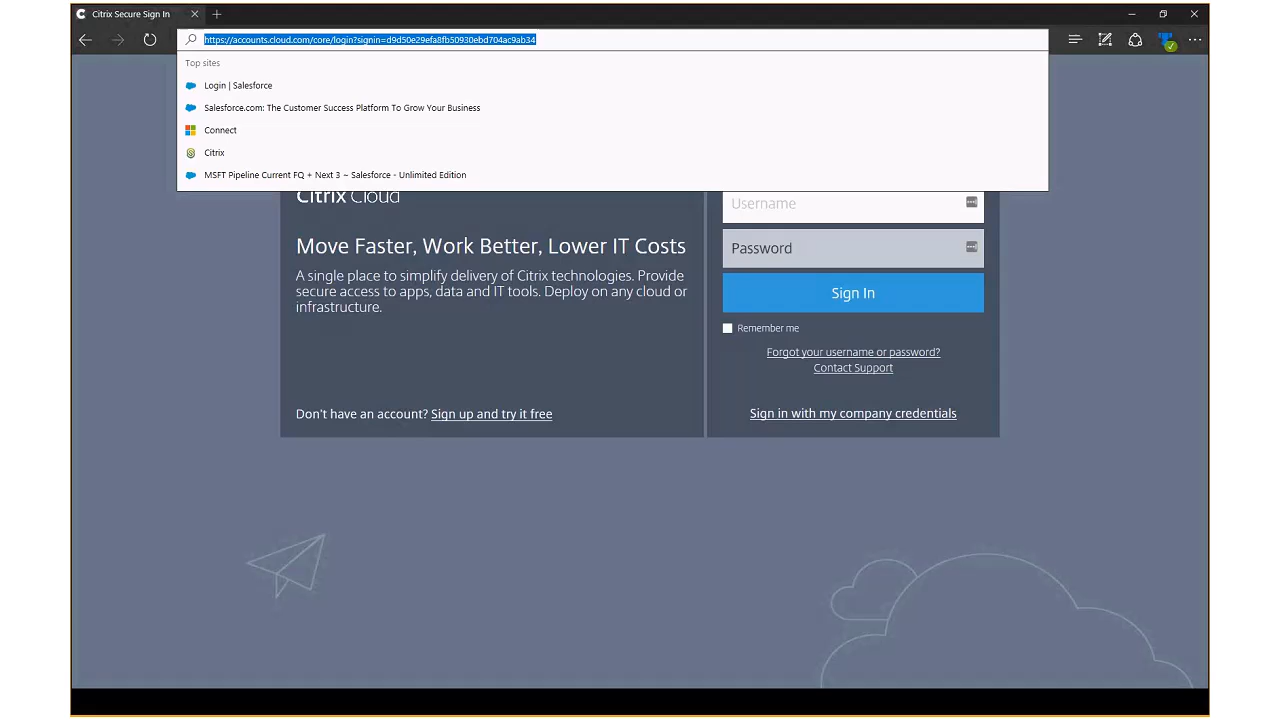 Citrix Secure Sign In
https://accounts.cloud.com/core/login?signin=d9d50e29efa8fb50930ebd704ac9ab34
Top sites
Login | Salesforce
Salesforce.com: The Customer Success Platform To Grow Your Business
Connect
Citrix
MSFT Pipeline Current FQ + Next 3 ~ Salesforce - Unlimited Edition
Citrix Cloud
Move Faster, Work Better, Lower IT Costs
A single place to simplify delivery of Citrix technologies. Provide
secure access to apps, data and IT tools. Deploy on any cloud or
infrastructure.
Don't have an account? Sign up and try it free
Username
Password
Sign In
Remember me
Forgot your username or password?
Contact Support
Sign in with my company credentials